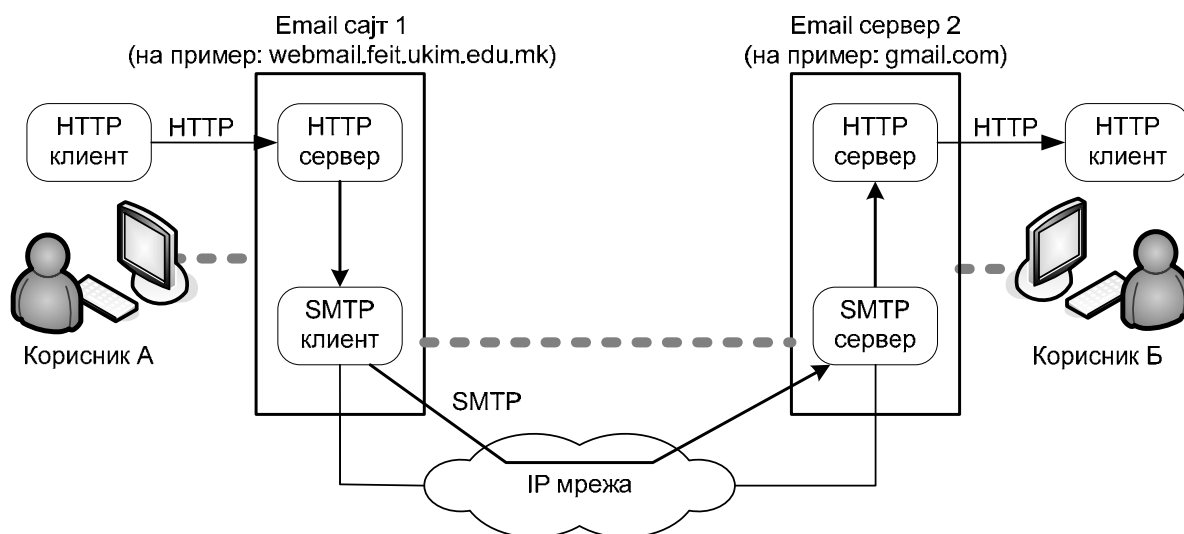 Email сајт 1
(на пример: webmail.feit.ukim.edu.mk)
Email сервер 2
(на пример: gmail.com)
HTTP
клиент
HTTP
HTTP
сервер
HTTP
сервер
HTTP
HTTP
клиент
SMTP
клиент
SMTP
сервер
Корисник А
Корисник Б
SMTP
IP мрежа